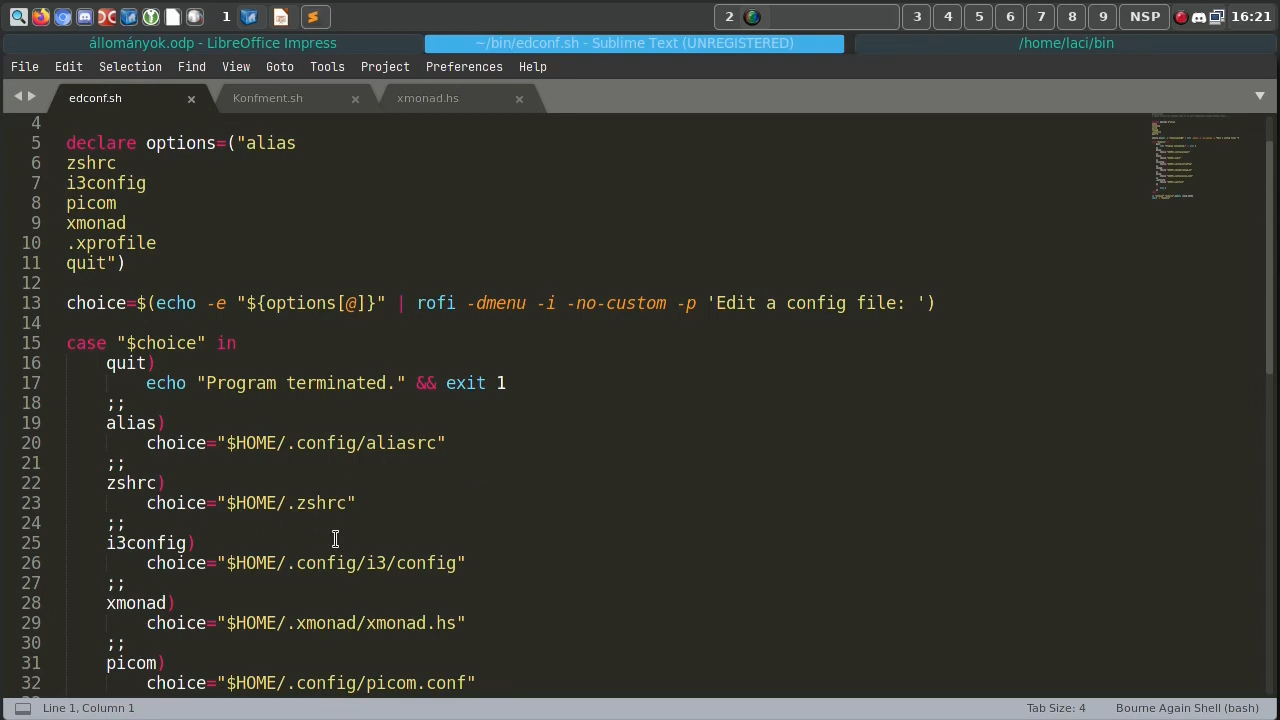 1
2
3
4
5
6
7
8
9
NSP
16:21
állományok.odp - LibreOffice Impress
~/bin/edconf.sh - Sublime Text (UNREGISTERED)
/home/laci/bin
File Edit Selection Find View Goto Tools Project Preferences Help
edconf.sh
Konfment.sh
xmonad.hs
4
5 declare options=("alias
6 zshrc
7 i3config
8 picom
9 xmonad
10 .xprofile
11 quit")
12
13 choice=$(echo -e "${options[@]}" | rofi -dmenu -i -no-custom -p 'Edit a config file: ')
14
15 case "$choice" in
16 quit)
17 echo "Program terminated." && exit 1
18 ;;
19 alias)
20 choice="$HOME/.config/aliasrc"
21 ;;
22 zshrc)
23 choice="$HOME/.zshrc"
24 ;;
25 i3config)
26 choice="$HOME/.config/i3/config"
27 ;;
28 xmonad)
29 choice="$HOME/.xmonad/xmonad.hs"
30 ;;
31 picom)
32 choice="$HOME/.config/picom.conf"
Line 1, Column 1
Tab Size: 4
Bourne Again Shell (bash)